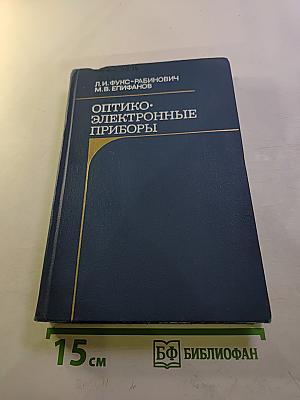 Л.И. ФУКС-РАБИНОВИЧ
М.В. ЕПИФАНОВ
ОПТИКО-
ЭЛЕКТРОННЫЕ
ПРИБОРЫ
15 см
БФ БИБЛИОФАН